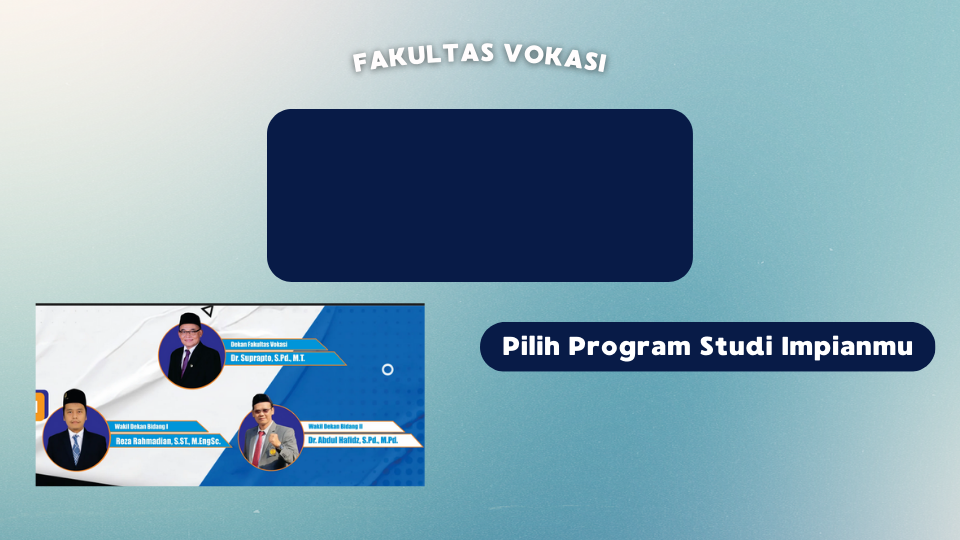 FAKULTAS VOKASI
Dekan Fakultas Vokasi
Dr. Suprapto, S.Pd., M.T.
Pilih Program Studi Impianmu
Wakil Dekan Bidang I
Reza Rahmadian, S.ST., M.EngSc.
Wakil Dekan Bidang II
Dr. Abdul Hafidz, S.Pd., M.Pd.